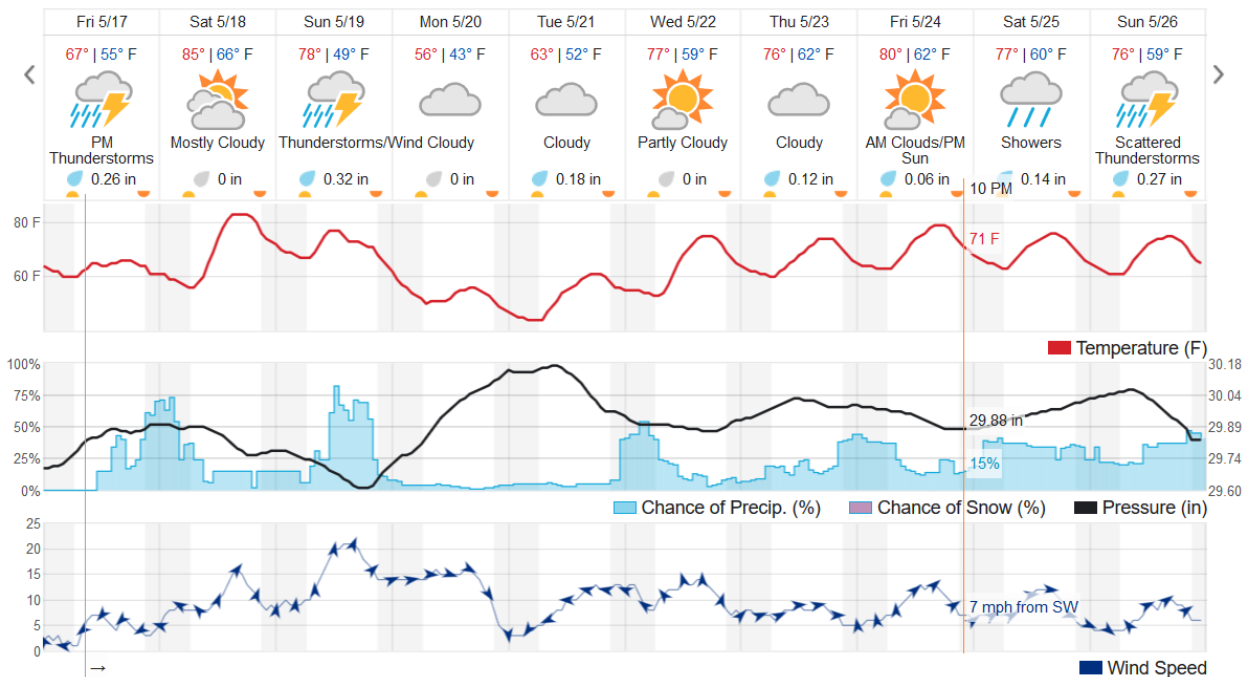 Fri 5/17 Sat 5/18 Sun 5/19 Mon 5/20 Tue 5/21 Wed 5/22 Thu 5/23 Fri 5/24 Sat 5/25 Sun 5/26
67° | 55° F 85° | 66° F 78° | 49° F 56° | 43° F 63° | 52° F 77° | 59° F 76° | 62° F 80° | 62° F 77° | 60° F 76° | 59° F
PM Mostly Cloudy Thunderstorms/Wind Cloudy Cloudy Partly Cloudy Cloudy AM Clouds/PM Showers Scattered
Thunderstorms Sun Thunderstorms
0.26 in 0 in 0.32 in 0 in 0.18 in 0 in 0.12 in 0.06 in 0.14 in 0.27 in
10 PM
80 F
71 F
60 F
Temperature (F)
100% 30.18
75% 30.04
29.88 in
50% 29.89
25% 29.74
15%
0% 29.60
Chance of Precip. (%) Chance of Snow (%) Pressure (in)
25
20
15
10
7 mph from SW
5
0
→
Wind Speed